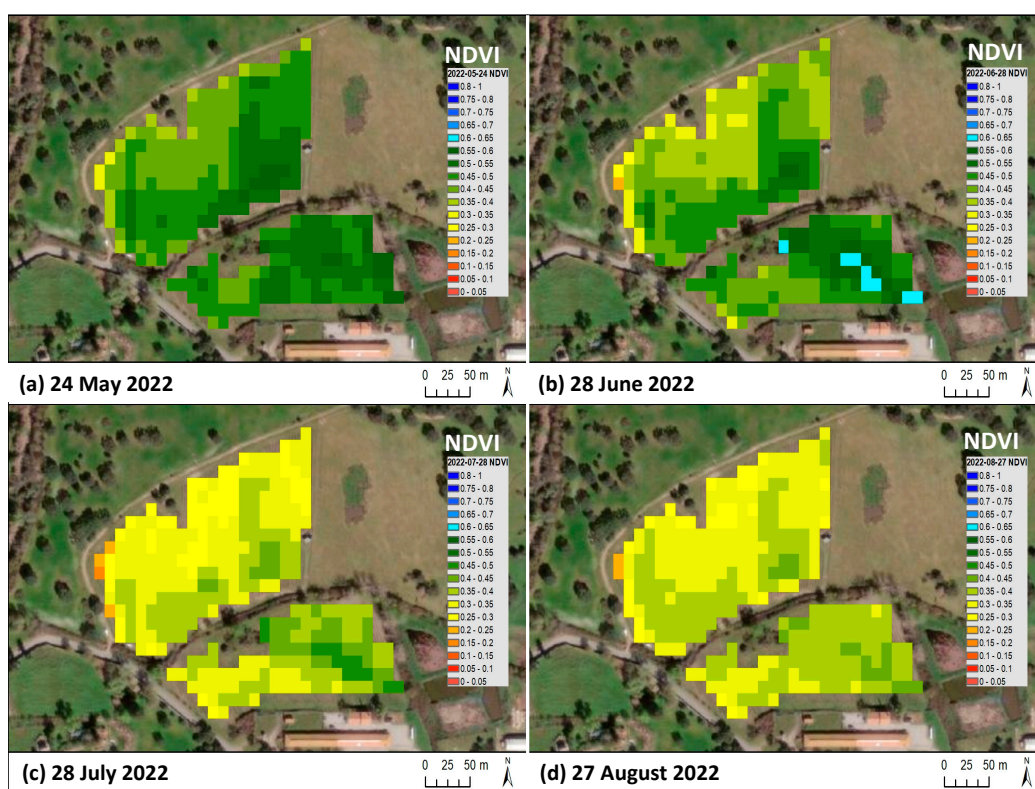 NDVI
2022-05-24 NDVI
0.8 - 1
0.75 - 0.8
0.7 - 0.75
0.65 - 0.7
0.6 - 0.65
0.55 - 0.6
0.5 - 0.55
0.45 - 0.5
0.4 - 0.45
0.35 - 0.4
0.3 - 0.35
0.25 - 0.3
0.2 - 0.25
0.15 - 0.2
0.1 - 0.15
0.05 - 0.1
0 - 0.05
(a) 24 May 2022
0 25 50 m
N
NDVI
2022-06-28 NDVI
0.8 - 1
0.75 - 0.8
0.7 - 0.75
0.65 - 0.7
0.6 - 0.65
0.55 - 0.6
0.5 - 0.55
0.45 - 0.5
0.4 - 0.45
0.35 - 0.4
0.3 - 0.35
0.25 - 0.3
0.2 - 0.25
0.15 - 0.2
0.1 - 0.15
0.05 - 0.1
0 - 0.05
(b) 28 June 2022
0 25 50 m
N
NDVI
2022-07-28 NDVI
0.8 - 1
0.75 - 0.8
0.7 - 0.75
0.65 - 0.7
0.6 - 0.65
0.55 - 0.6
0.5 - 0.55
0.45 - 0.5
0.4 - 0.45
0.35 - 0.4
0.3 - 0.35
0.25 - 0.3
0.2 - 0.25
0.15 - 0.2
0.1 - 0.15
0.05 - 0.1
0 - 0.05
(c) 28 July 2022
0 25 50 m
N
NDVI
2022-08-27 NDVI
0.8 - 1
0.75 - 0.8
0.7 - 0.75
0.65 - 0.7
0.6 - 0.65
0.55 - 0.6
0.5 - 0.55
0.45 - 0.5
0.4 - 0.45
0.35 - 0.4
0.3 - 0.35
0.25 - 0.3
0.2 - 0.25
0.15 - 0.2
0.1 - 0.15
0.05 - 0.1
0 - 0.05
(d) 27 August 2022
0 25 50 m
N